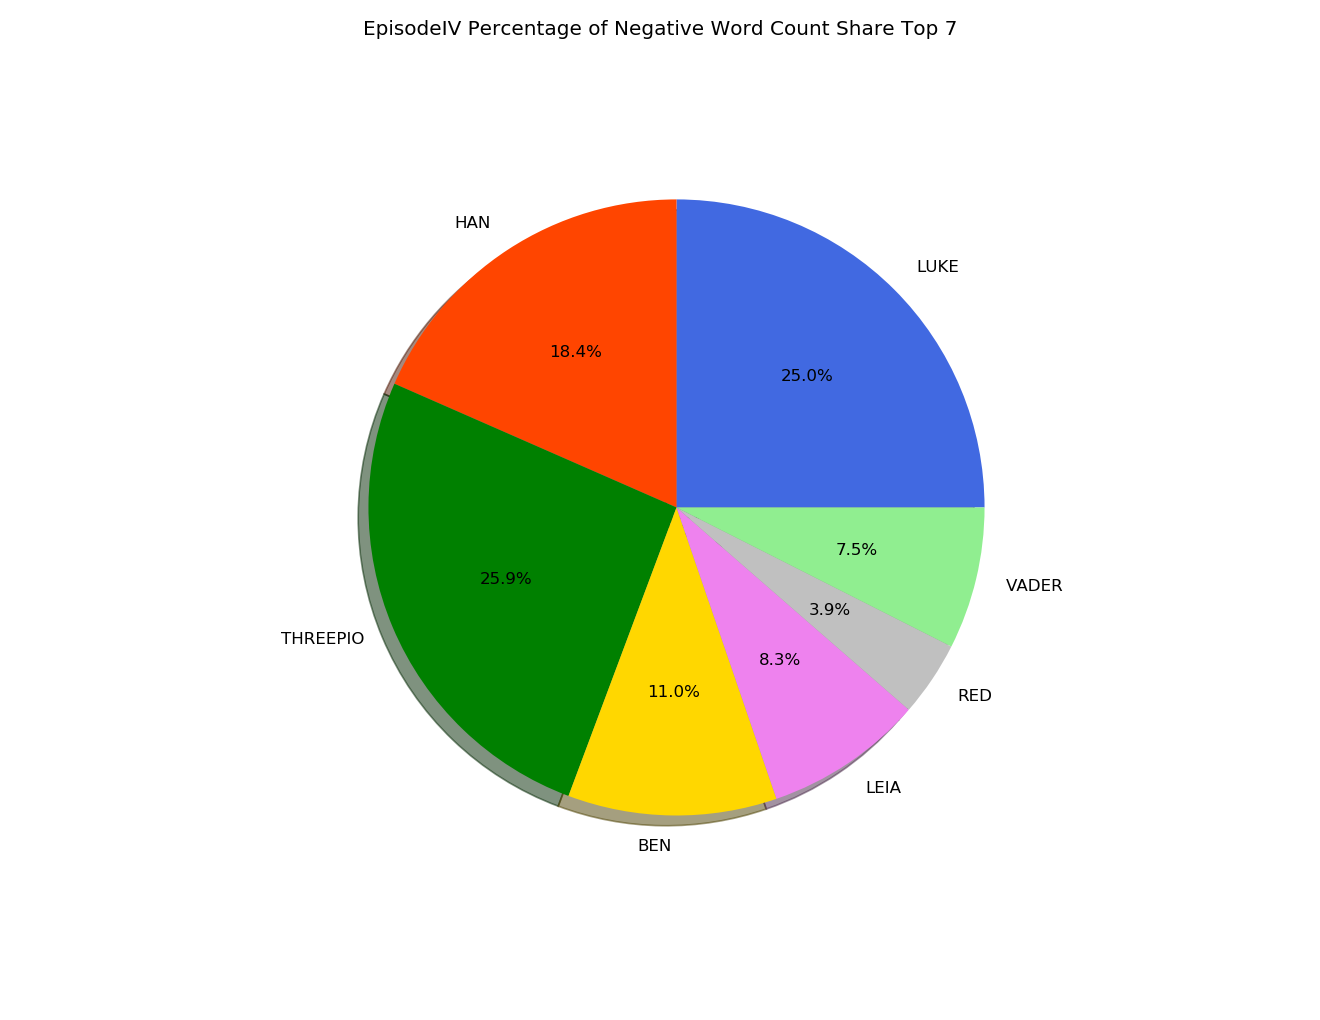 EpisodeIV Percentage of Negative Word Count Share Top 7
HAN
LUKE
18.4%
25.0%
7.5%
25.9%
VADER
3.9%
THREEPIO
8.3%
11.0%
RED
LEIA
BEN